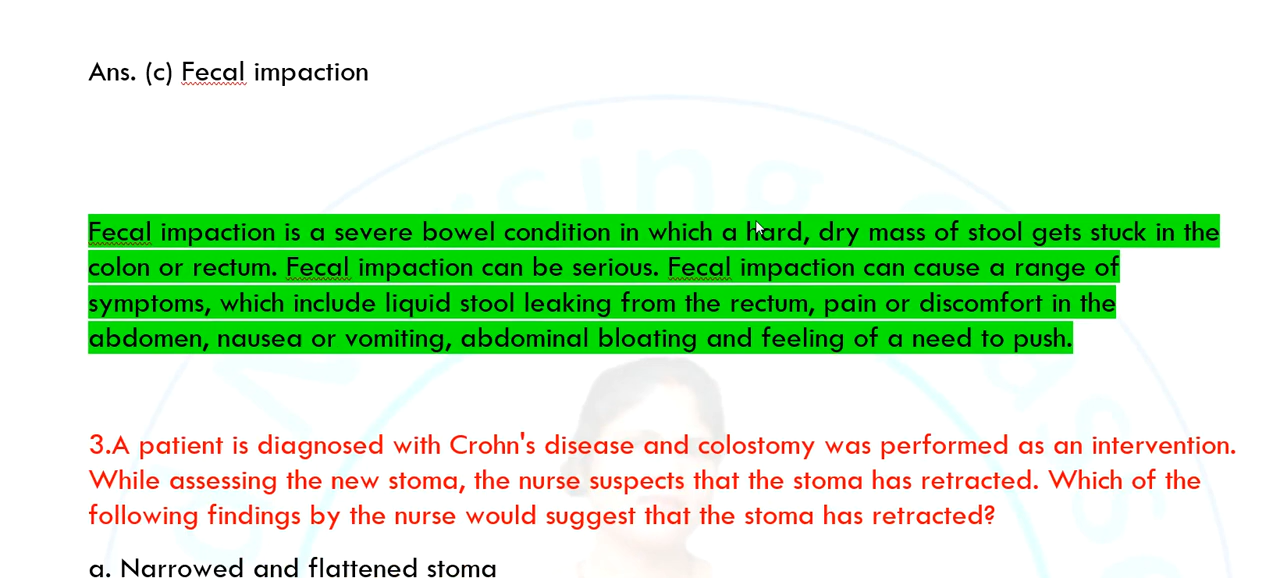 Ans. (c) Fecal impaction
Fecal impaction is a severe bowel condition in which a hard, dry mass of stool gets stuck in the
colon or rectum. Fecal impaction can be serious. Fecal impaction can cause a range of
symptoms, which include liquid stool leaking from the rectum, pain or discomfort in the
abdomen, nausea or vomiting, abdominal bloating and feeling of a need to push.
3.A patient is diagnosed with Crohn's disease and colostomy was performed as an intervention.
While assessing the new stoma, the nurse suspects that the stoma has retracted. Which of the
following findings by the nurse would suggest that the stoma has retracted?
a. Narrowed and flattened stoma